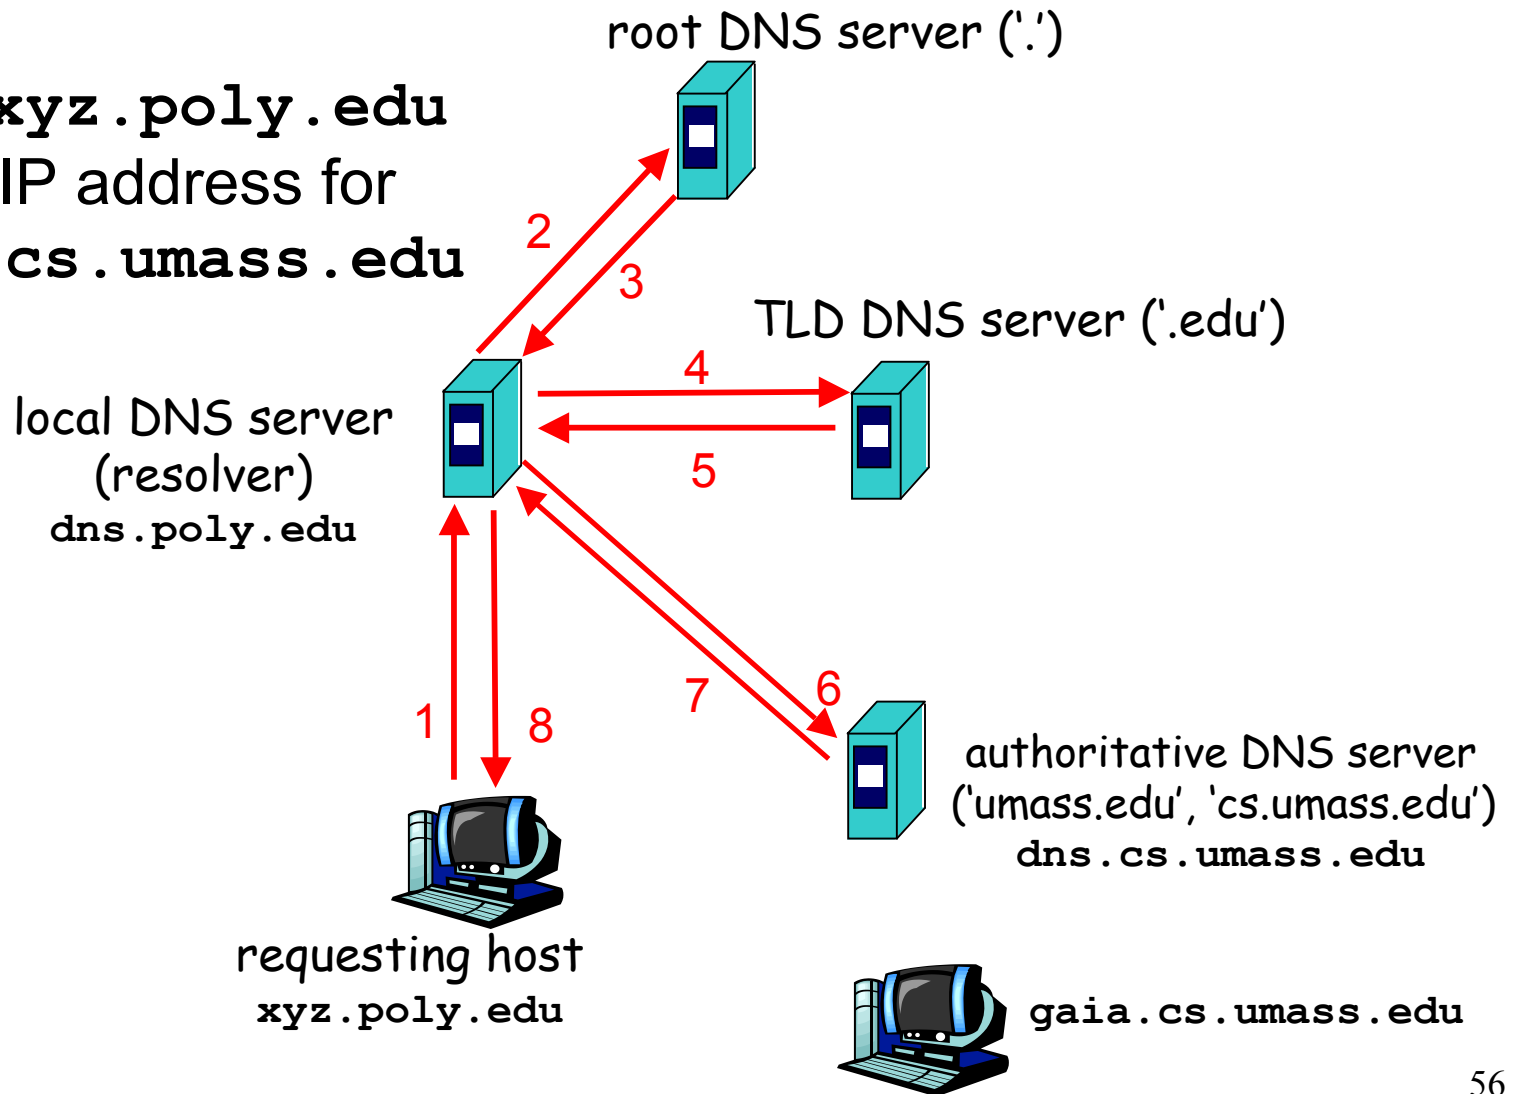 root DNS server ('.')
xyz.poly.edu
IP address for
cs.umass.edu
2
3
TLD DNS server ('.edu')
4
local DNS server
(resolver)
dns.poly.edu
5
1
8
7
6
authoritative DNS server
('umass.edu', 'cs.umass.edu')
dns.cs.umass.edu
requesting host
xyz.poly.edu
gaia.cs.umass.edu
56